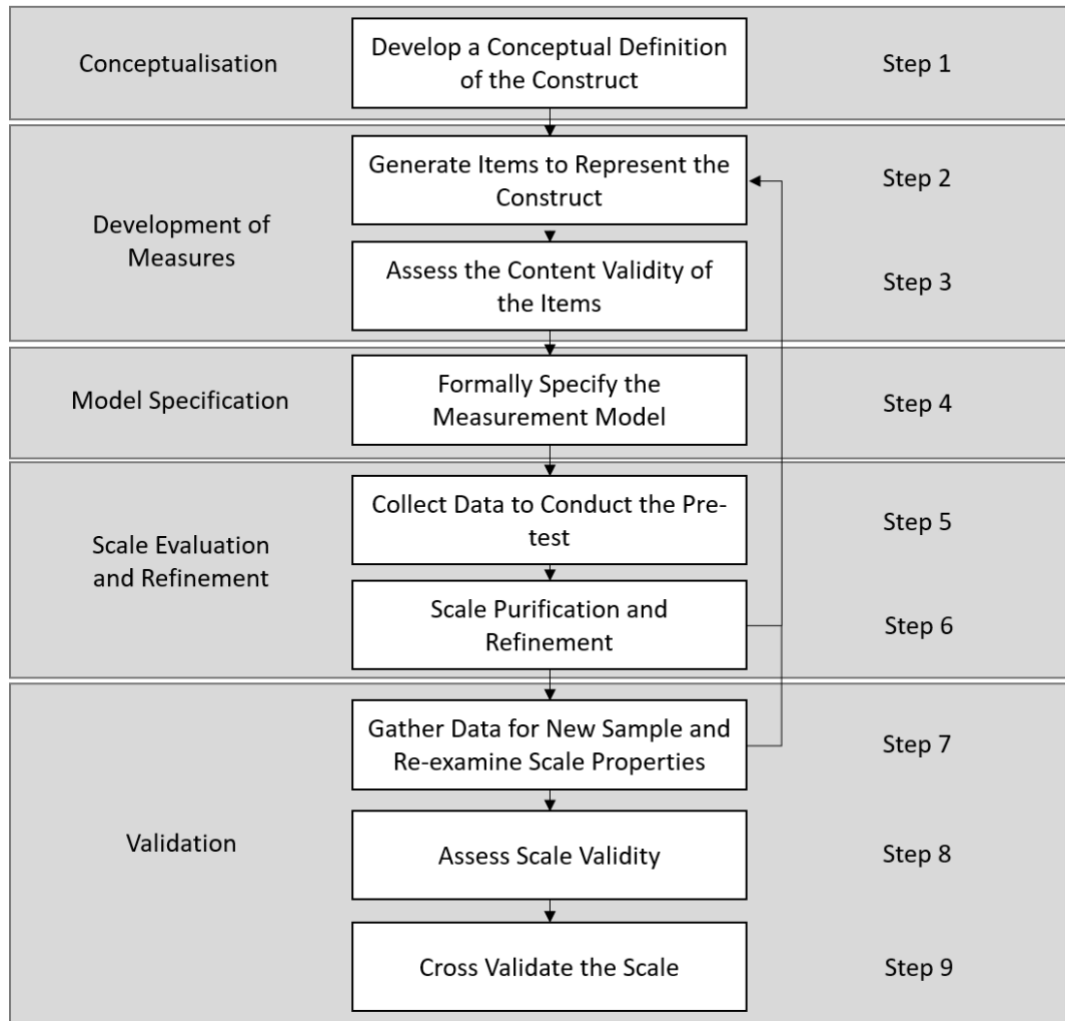 Conceptualisation
Develop a Conceptual Definition
of the Construct
Step 1
Development of
Measures
Generate Items to Represent the
Construct
Step 2
Assess the Content Validity of
the Items
Step 3
Model Specification
Formally Specify the
Measurement Model
Step 4
Scale Evaluation
and Refinement
Collect Data to Conduct the Pre-
test
Step 5
Scale Purification and
Refinement
Step 6
Validation
Gather Data for New Sample and
Re-examine Scale Properties
Step 7
Assess Scale Validity
Step 8
Cross Validate the Scale
Step 9